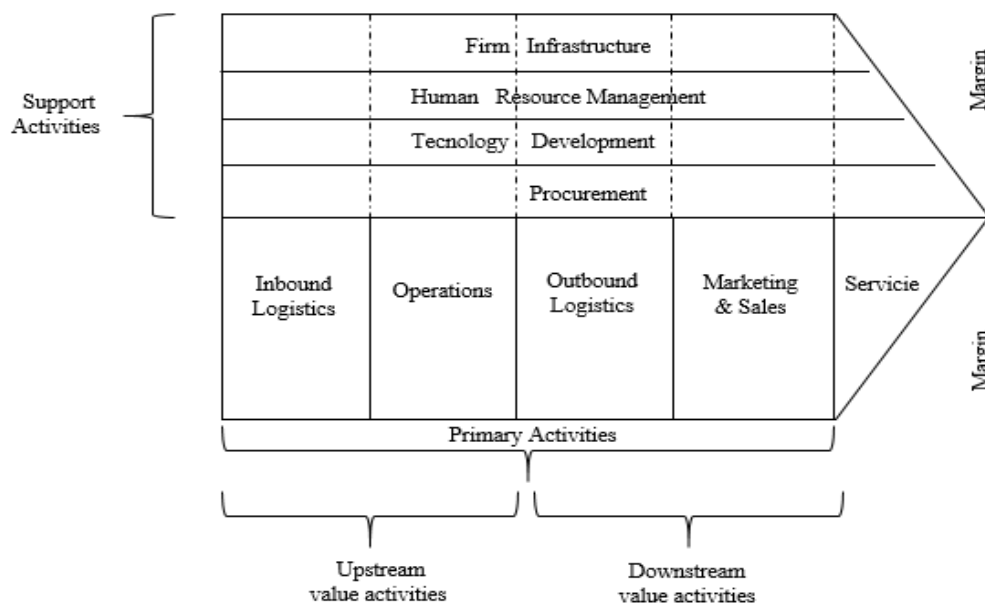 Firm Infrastructure
Margin
Human Resource Management
Support
Activities
Tecnology Development
Procurement
Inbound
Logistics
Operations
Outbound
Logistics
Marketing
& Sales
Servicie
Margin
Primary Activities
Upstream
value activities
Downstream
value activities